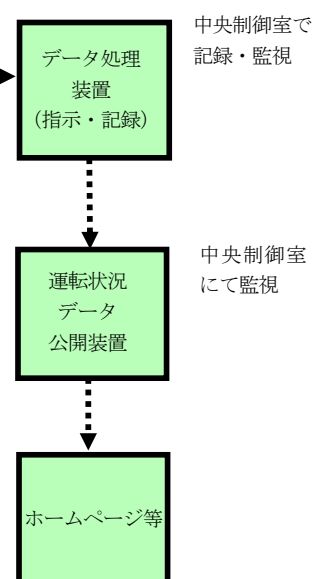 中央制御室で
記録・監視
データ処理
装置
（指示・記録）
中央制御室
にて監視
運転状況
データ
公開装置
ホームページ等